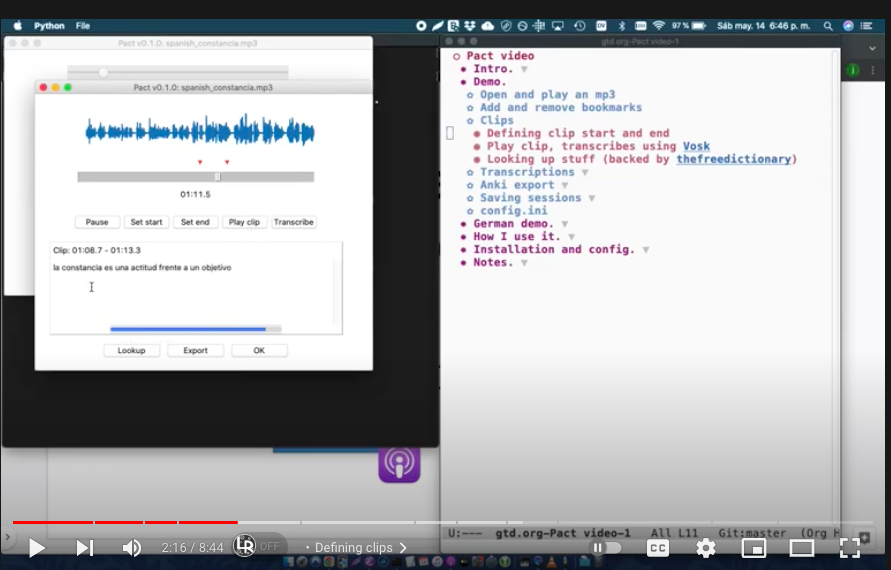 Python File
97 % Sáb may. 14 6:46 p. m.
Pact v0.1.0: spanish_constancia.mp3
Pact v0.1.0: spanish_constancia.mp3
01:11.5
Pause Set start Set end Play clip Transcribe
Clip: 01:08.7 - 01:13.3
la constancia es una actitud frente a un objetivo
Lookup Export OK
gtd.org-Pact video-1
Pact video
Intro.
Demo.
Open and play an mp3
Add and remove bookmarks
Clips
Defining clip start and end
Play clip, transcribes using Vosk
Looking up stuff (backed by thefreedictionary)
Transcriptions
Anki export
Saving sessions
config.ini
German demo.
How I use it.
Installation and config.
Notes.
U:--- gtd.org-Pact video-1 All L11 Git:master (Org H
2:16 / 8:44 LR OFF • Defining clips
CC